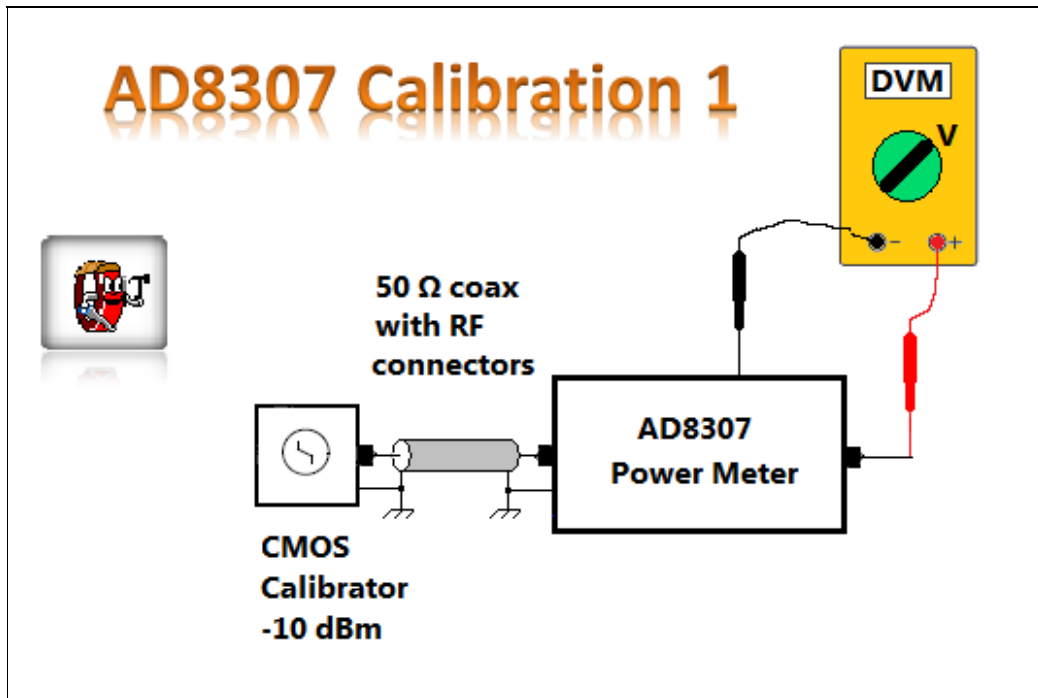 AD8307 Calibration 1
DVM
V
- +
50 Ω coax
with RF
connectors
AD8307
Power Meter
CMOS
Calibrator
-10 dBm